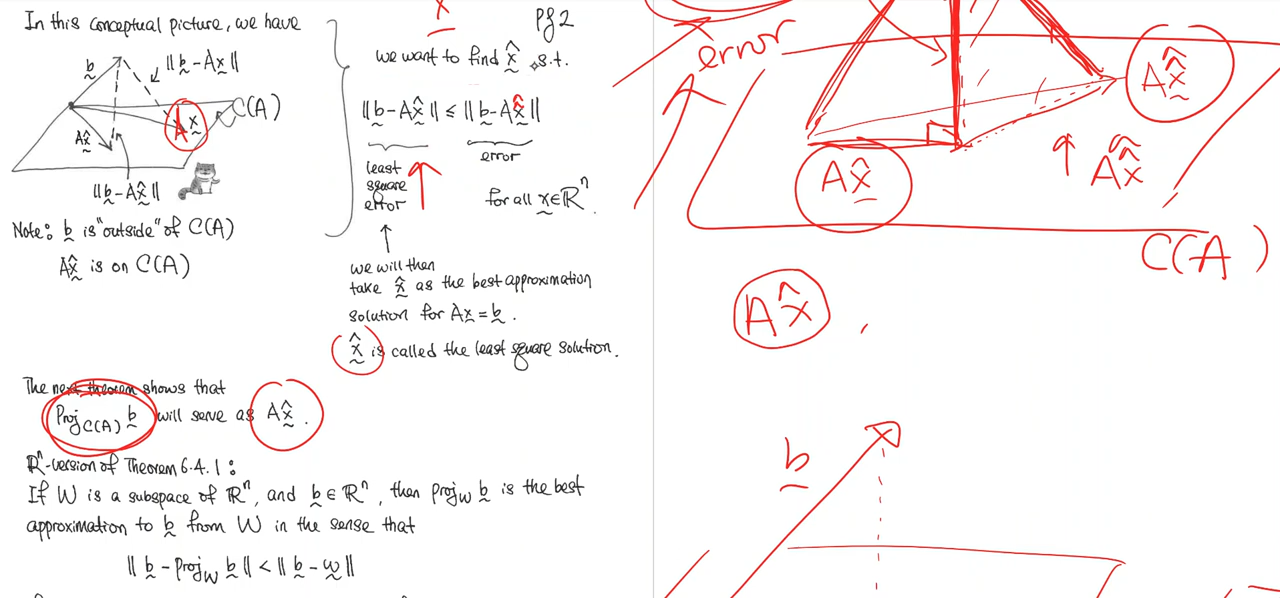 In this conceptual picture, we have
b
‖b-Ax‖
C(A)
Ax
Ax̂
‖b-Ax̂‖
Note: b is "outside" of C(A)
Ax̂ is on C(A)
Pg 2
we want to find x̂ s.t.
‖b-Ax̂‖ ≤ ‖b-Ax̂‖
least square error
error
for all x∈ℝⁿ.
we will then
take x̂ as the best approximation
solution for Ax=b.
x̂ is called the least square solution.
The next theorem shows that
Proj_C(A) b will serve as Ax̂.
ℝⁿ-version of Theorem 6.4.1:
If W is a subspace of ℝⁿ, and b∈ℝⁿ, then proj_W b is the best
approximation to b from W in the sense that
‖b-proj_W b‖ < ‖b-w‖
error
Ax̂
Ax̂
Ax̂
C(A)
Ax̂
b